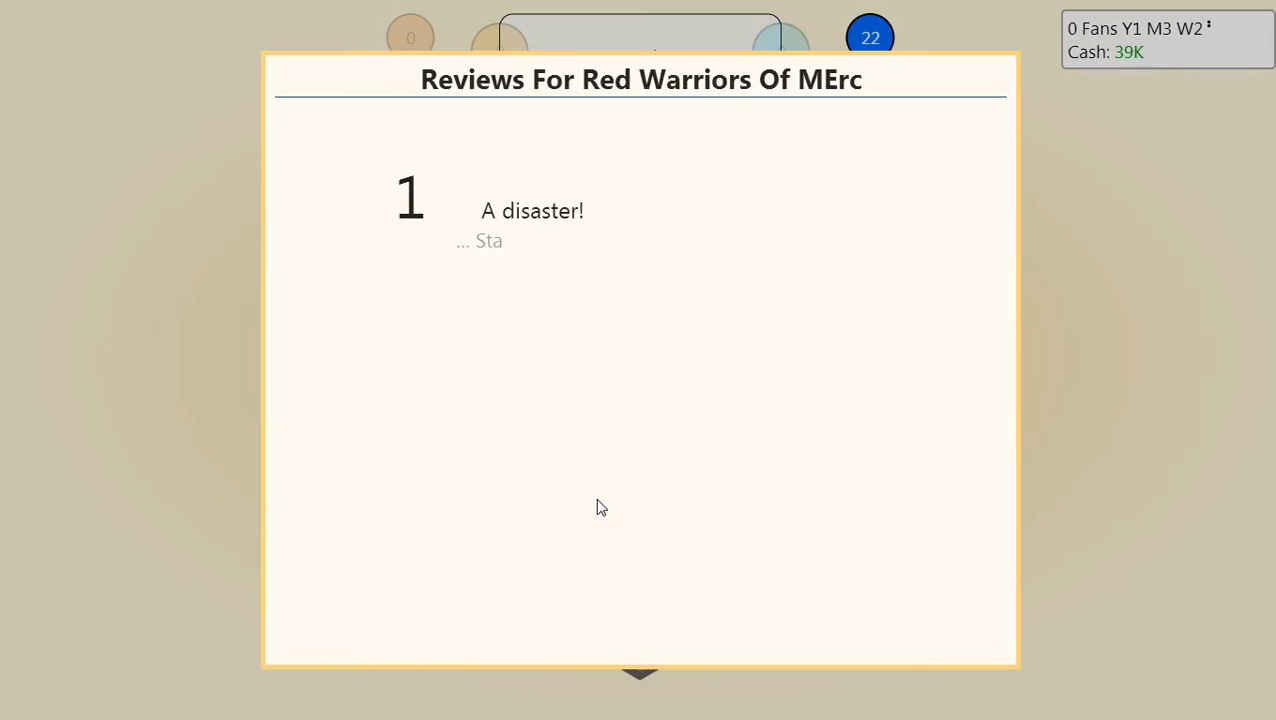 0
22
0 Fans Y1 M3 W2
Cash: 39K
Reviews For Red Warriors Of MErc
1
A disaster!
... Sta